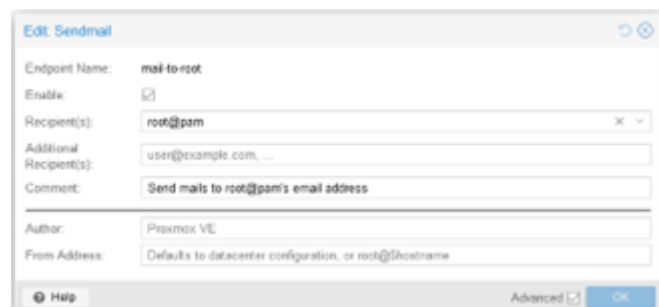 Edit: Sendmail
Endpoint Name: mail-to-root
Enable:
Recipient(s): root@pam
Additional Recipient(s): user@example.com, ...
Comment: Send mails to root@pam's email address
Author: Proxmox VE
From Address: Defaults to datacenter configuration, or root@$hostname
Help Advanced OK